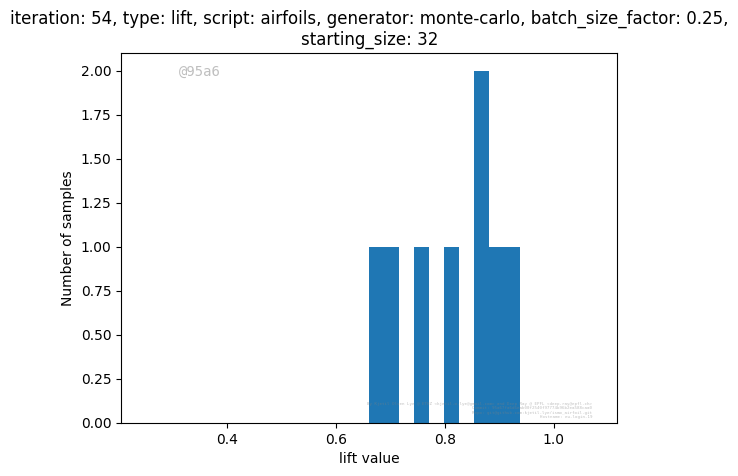 iteration: 54, type: lift, script: airfoils, generator: monte-carlo, batch_size_factor: 0.25,
starting_size: 32
@95a6
2.00
1.75
1.50
1.25
1.00
0.75
0.50
0.25
0.00
Number of samples
0.4
0.6
0.8
1.0
lift value